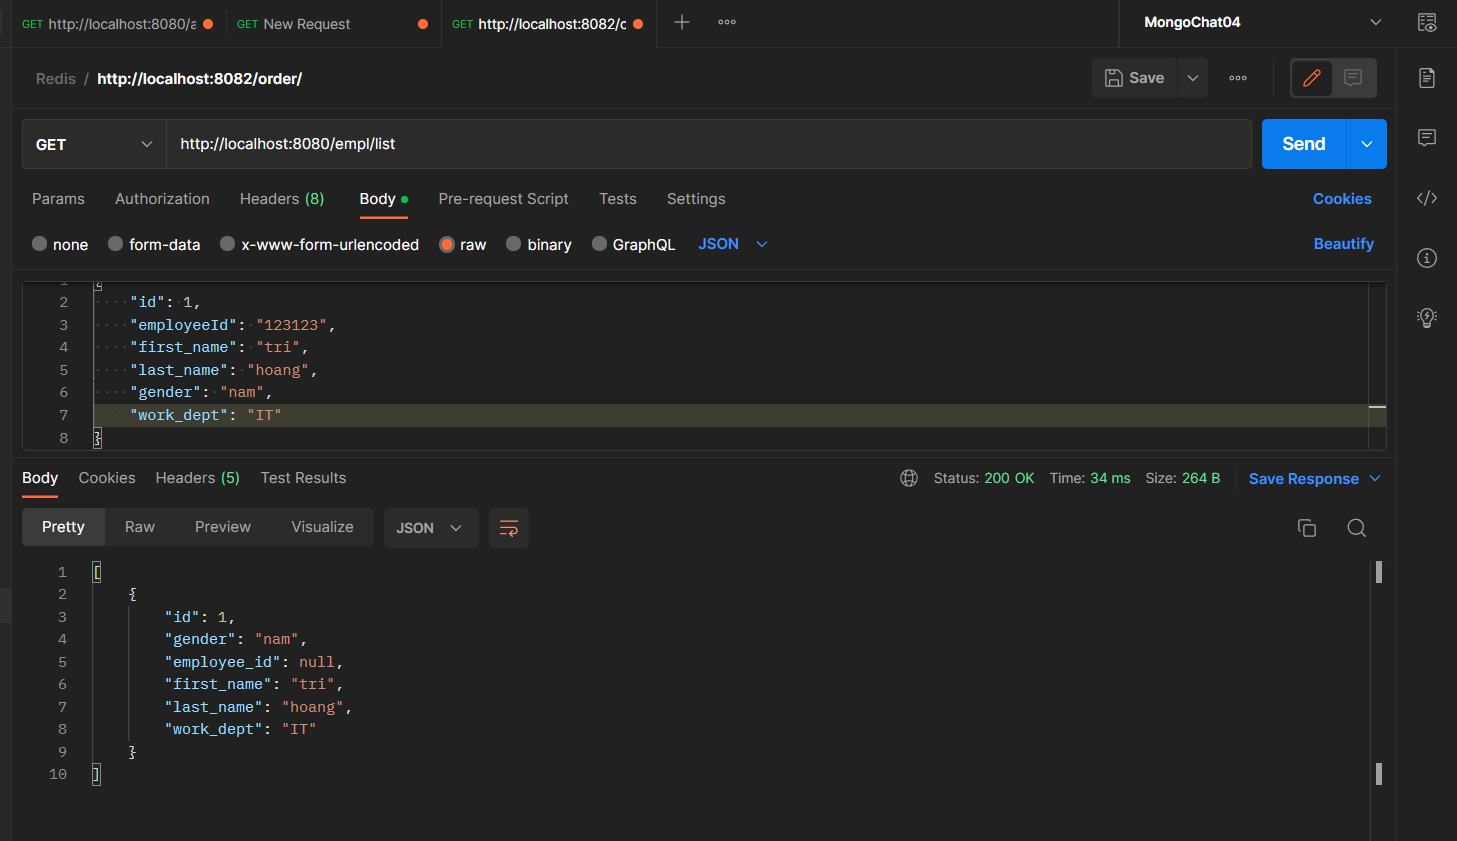 GET http://localhost:8080/a GET New Request GET http://localhost:8082/o MongoChat04
Redis / http://localhost:8082/order/ Save
GET http://localhost:8080/empl/list Send
Params Authorization Headers (8) Body Pre-request Script Tests Settings Cookies
none form-data x-www-form-urlencoded raw binary GraphQL JSON Beautify
1 {
2 "id": 1,
3 "employeeId": "123123",
4 "first_name": "tri",
5 "last_name": "hoang",
6 "gender": "nam",
7 "work_dept": "IT"
8 }
Body Cookies Headers (5) Test Results Status: 200 OK Time: 34 ms Size: 264 B Save Response
Pretty Raw Preview Visualize JSON
1 [
2 {
3 "id": 1,
4 "gender": "nam",
5 "employee_id": null,
6 "first_name": "tri",
7 "last_name": "hoang",
8 "work_dept": "IT"
9 }
10 ]